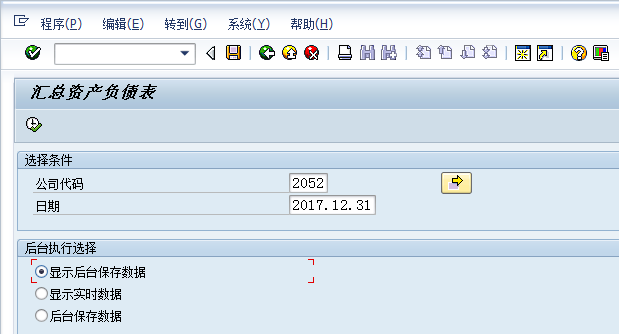 程序(P) 编辑(E) 转到(G) 系统(Y) 帮助(H)
汇总资产负债表
选择条件
公司代码 2052
日期 2017.12.31
后台执行选择
显示后台保存数据
显示实时数据
后台保存数据